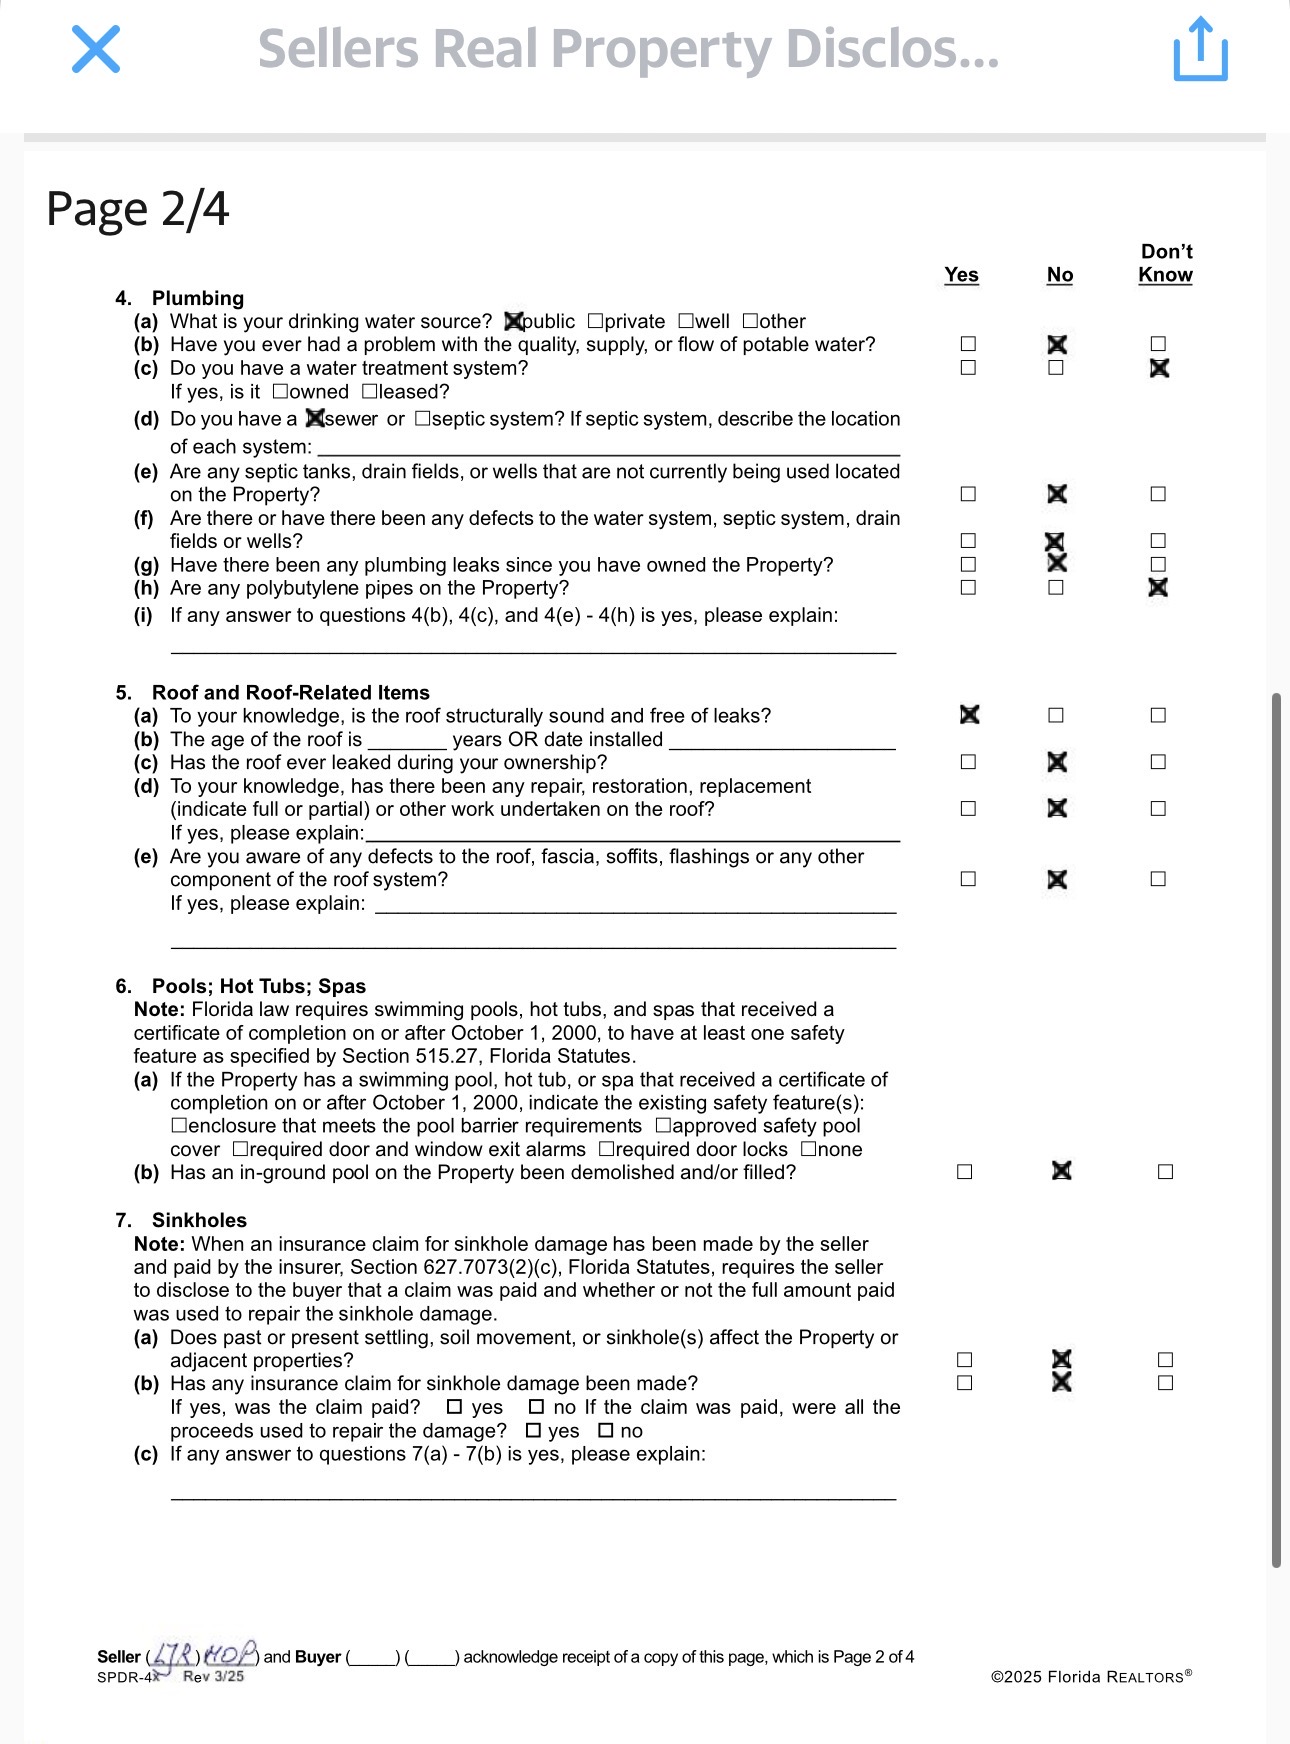 Sellers Real Property Disclos...
Page 2/4
Yes No Don't Know
4. Plumbing
(a) What is your drinking water source? ☒public ☐private ☐well ☐other
(b) Have you ever had a problem with the quality, supply, or flow of potable water? ☐ ☒ ☐
(c) Do you have a water treatment system? ☐ ☐ ☒
If yes, is it ☐owned ☐leased?
(d) Do you have a ☒sewer or ☐septic system? If septic system, describe the location
of each system: ____
(e) Are any septic tanks, drain fields, or wells that are not currently being used located
on the Property? ☐ ☒ ☐
(f) Are there or have there been any defects to the water system, septic system, drain
fields or wells? ☐ ☒ ☐
(g) Have there been any plumbing leaks since you have owned the Property? ☐ ☒ ☐
(h) Are any polybutylene pipes on the Property? ☐ ☐ ☒
(i) If any answer to questions 4(b), 4(c), and 4(e) - 4(h) is yes, please explain:
5. Roof and Roof-Related Items
(a) To your knowledge, is the roof structurally sound and free of leaks? ☒ ☐ ☐
(b) The age of the roof is ____ years OR date installed ____
(c) Has the roof ever leaked during your ownership? ☐ ☒ ☐
(d) To your knowledge, has there been any repair, restoration, replacement
(indicate full or partial) or other work undertaken on the roof? ☐ ☒ ☐
If yes, please explain: ____
(e) Are you aware of any defects to the roof, fascia, soffits, flashings or any other
component of the roof system? ☐ ☒ ☐
If yes, please explain: ____
6. Pools; Hot Tubs; Spas
Note: Florida law requires swimming pools, hot tubs, and spas that received a
certificate of completion on or after October 1, 2000, to have at least one safety
feature as specified by Section 515.27, Florida Statutes.
(a) If the Property has a swimming pool, hot tub, or spa that received a certificate of
completion on or after October 1, 2000, indicate the existing safety feature(s):
☐enclosure that meets the pool barrier requirements ☐approved safety pool
cover ☐required door and window exit alarms ☐required door locks ☐none
(b) Has an in-ground pool on the Property been demolished and/or filled? ☐ ☒ ☐
7. Sinkholes
Note: When an insurance claim for sinkhole damage has been made by the seller
and paid by the insurer, Section 627.7073(2)(c), Florida Statutes, requires the seller
to disclose to the buyer that a claim was paid and whether or not the full amount paid
was used to repair the sinkhole damage.
(a) Does past or present settling, soil movement, or sinkhole(s) affect the Property or
adjacent properties? ☐ ☒ ☐
(b) Has any insurance claim for sinkhole damage been made? ☐ ☒ ☐
If yes, was the claim paid? ☐ yes ☐ no If the claim was paid, were all the
proceeds used to repair the damage? ☐ yes ☐ no
(c) If any answer to questions 7(a) - 7(b) is yes, please explain:
Seller (LJR) (HOP) and Buyer (____) (____) acknowledge receipt of a copy of this page, which is Page 2 of 4
SPDR-4x Rev 3/25 ©2025 Florida REALTORS®